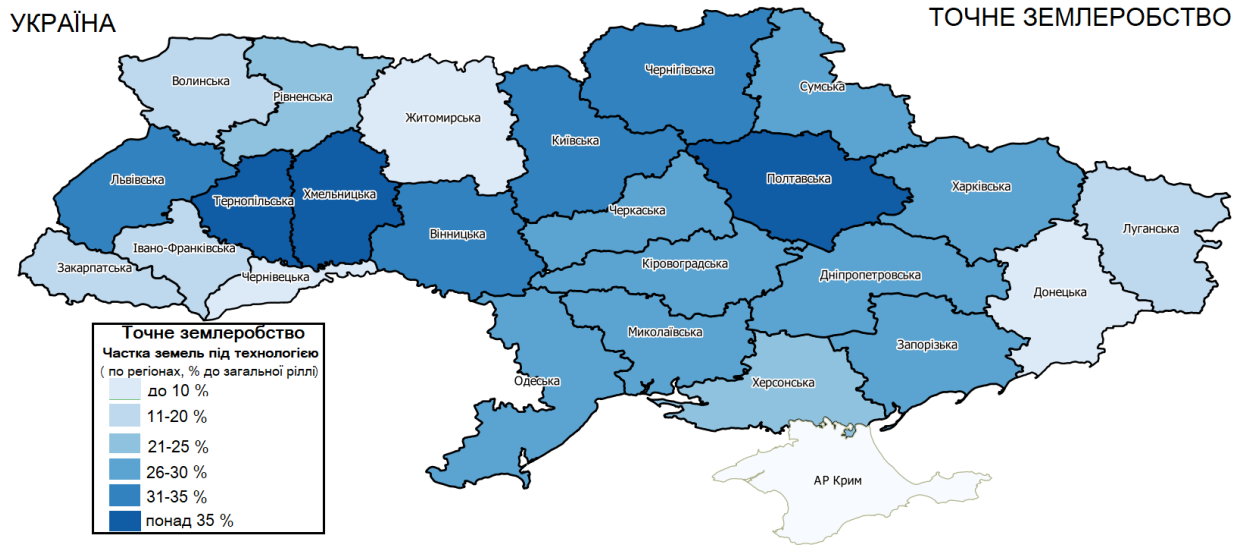 УКРАЇНА
ТОЧНЕ ЗЕМЛЕРОБСТВО
Волинська
Рівненська
Житомирська
Чернігівська
Сумська
Київська
Львівська
Тернопільська
Хмельницька
Полтавська
Харківська
Черкаська
Вінницька
Луганська
Івано-Франківська
Закарпатська
Чернівецька
Кіровоградська
Дніпропетровська
Донецька
Миколаївська
Запорізька
Одеська
Херсонська
АР Крим
Точне землеробство
Частка земель під технологією
( по регіонах, % до загальної ріллі)
до 10 %
11-20 %
21-25 %
26-30 %
31-35 %
понад 35 %